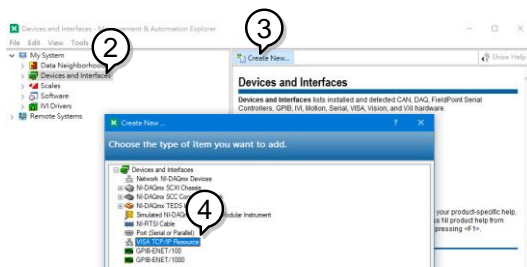 Devices and Interfaces - Management & Automation Explorer
File Edit View Tools
My System
Data Neighborhood
Devices and Interfaces
Scales
Software
IVI Drivers
Remote Systems
2
3
Create New...
Show Help
Devices and Interfaces
Devices and Interfaces lists installed and detected CAN, DAQ, FieldPoint Serial
Controllers, GPIB, IVI, Motion, Serial, VISA, Vision, and VXI hardware.
Create New ...
Choose the type of item you want to add.
Devices and Interfaces
Network NI-DAQmx Devices
NI-DAQmx SCXI Chassis
NI-DAQmx SCC Con
NI-DAQmx TEDS
Simulated NI-DAQ odular Instrument
NI-RTSI Cable
Port (Serial or Parallel)
VISA TCP/IP Resource
GPIB-ENET/100
GPIB-ENET/1000
4
your product-specific help.
NI product help from
pressing <F1>.